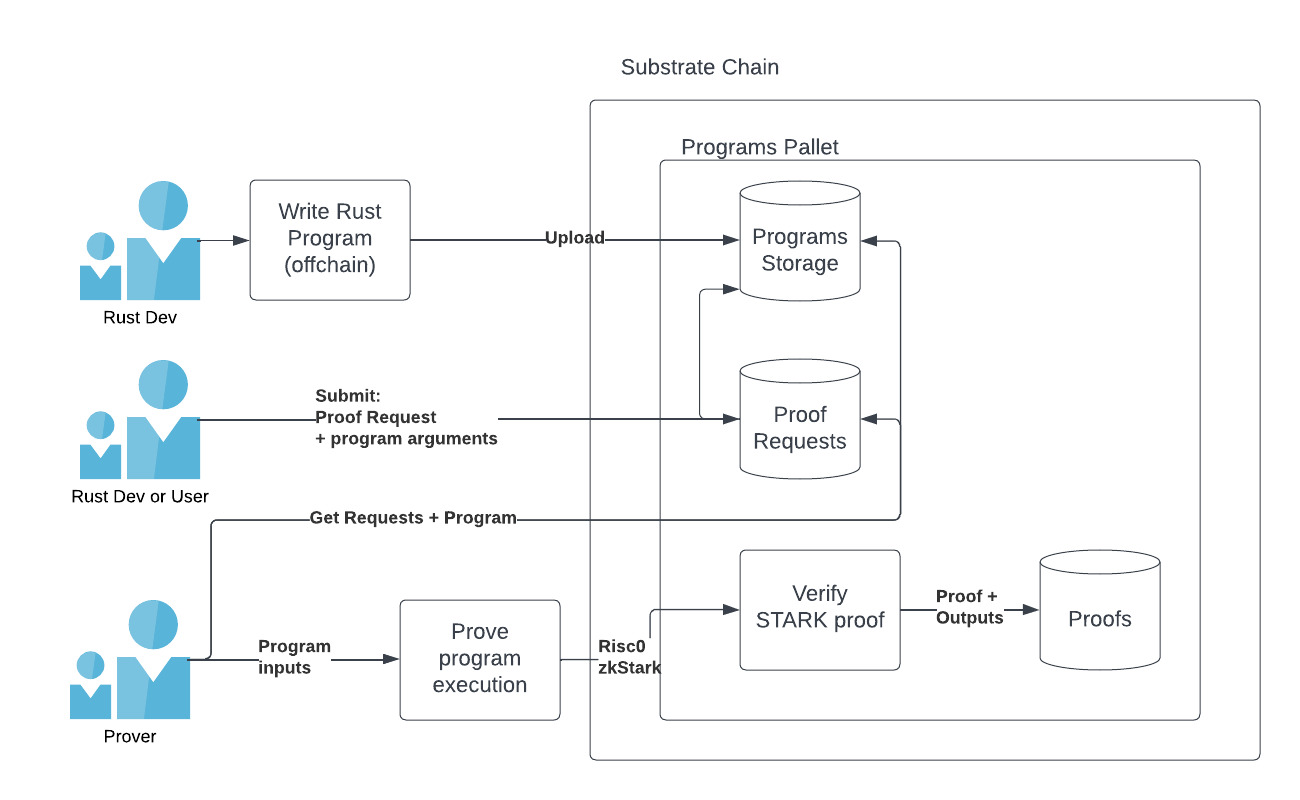 Substrate Chain
Programs Pallet
Write Rust
Program
(offchain)
Upload
Programs
Storage
Rust Dev
Submit:
Proof Request
+ program arguments
Proof
Requests
Rust Dev or User
Get Requests + Program
Verify
STARK proof
Proof +
Outputs
Proofs
Program
inputs
Prove
program
execution
Risc0
zkStark
Prover